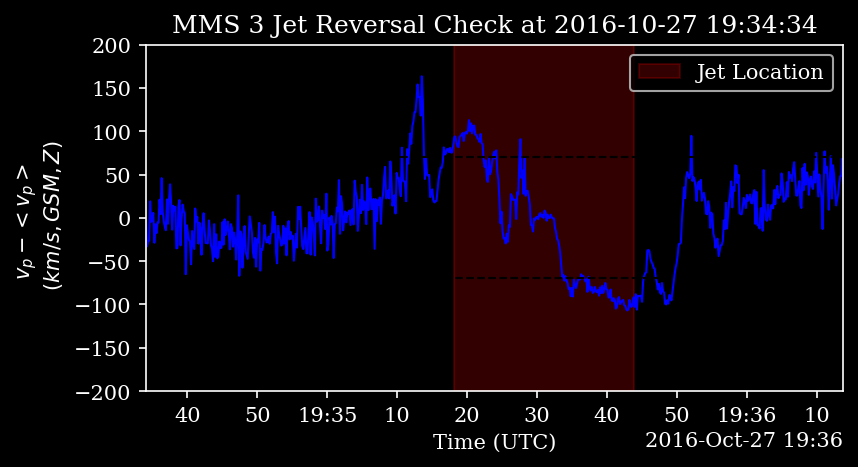 MMS 3 Jet Reversal Check at 2016-10-27 19:34:34
Jet Location
200
150
100
50
0
−50
−100
−150
−200
v_p − < v_p >
(km/s, GSM, Z)
40 50 19:35 10 20 30 40 50 19:36 10
Time (UTC)
2016-Oct-27 19:36